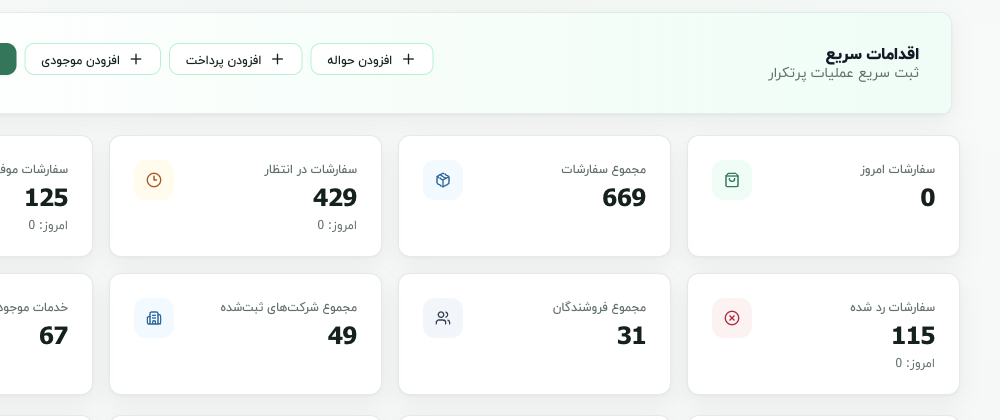 اقدامات سریع
ثبت سریع عملیات پرتکرار
افزودن حواله
افزودن پرداخت
افزودن موجودی
سفارشات امروز
0
مجموع سفارشات
669
سفارشات در انتظار
429
امروز: 0
سفارشات
125
امروز: 0
سفارشات رد شده
115
امروز: 0
مجموع فروشندگان
31
مجموع شرکت‌های ثبت‌شده
49
خدمات
67